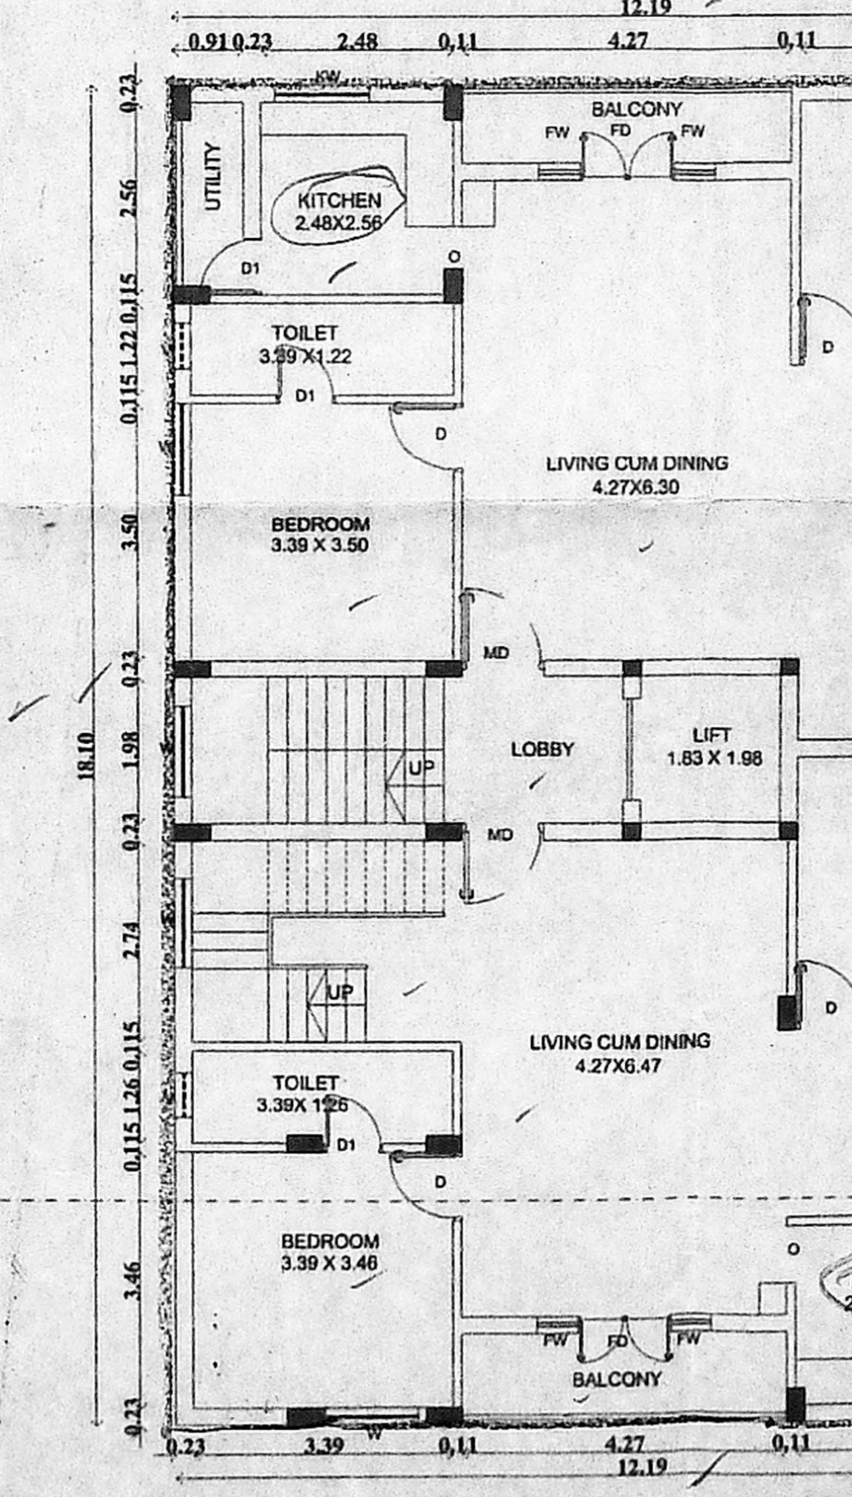 12.19
0.91 0.23 2.48 0,11 4.27 0,11
0.23
KW
BALCONY
FW FD FW
UTILITY
2.56
KITCHEN
2.48X2.56
D1
O
0.115
TOILET
3.39 X1.22
1.22
D
D1
0.115
D
LIVING CUM DINING
4.27X6.30
BEDROOM
3.39 X 3.50
3.50
MD
0.23
18.10
1.98
UP
LOBBY
LIFT
1.83 X 1.98
0.23
MD
2.74
UP
D
LIVING CUM DINING
4.27X6.47
0.115
TOILET
3.39X 1.26
1.26
D1
0.115
D
BEDROOM
3.39 X 3.46
O
3.46
FW FD FW
BALCONY
0.23
W
0.23 3.39 0,11 4.27 0,11
12.19